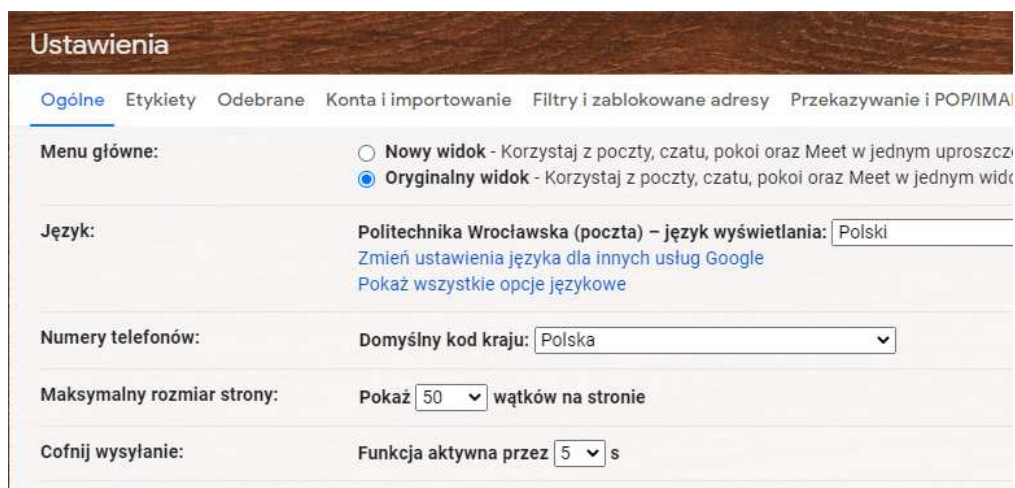 Ustawienia
Ogólne Etykiety Odebrane Konta i importowanie Filtry i zablokowane adresy Przekazywanie i POP/IMA
Menu główne:
Nowy widok - Korzystaj z poczty, czatu, pokoi oraz Meet w jednym uproszcz
Oryginalny widok - Korzystaj z poczty, czatu, pokoi oraz Meet w jednym wid
Język:
Politechnika Wrocławska (poczta) – język wyświetlania: Polski
Zmień ustawienia języka dla innych usług Google
Pokaż wszystkie opcje językowe
Numery telefonów:
Domyślny kod kraju: Polska
Maksymalny rozmiar strony:
Pokaż 50 wątków na stronie
Cofnij wysyłanie:
Funkcja aktywna przez 5 s